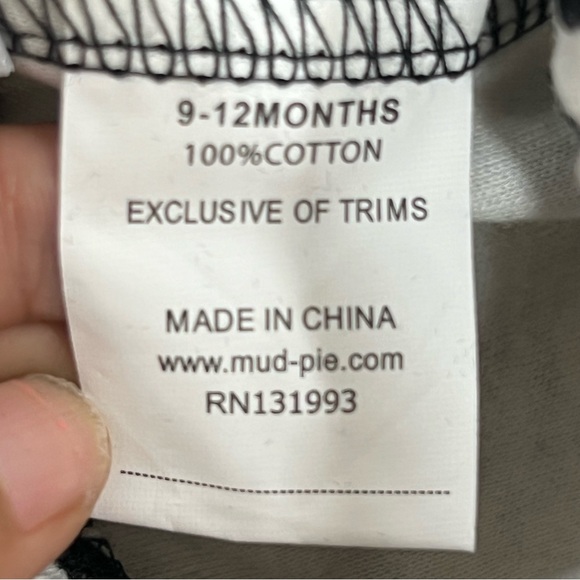 9-12MONTHS
100%COTTON
EXCLUSIVE OF TRIMS
MADE IN CHINA
www.mud-pie.com
RN131993